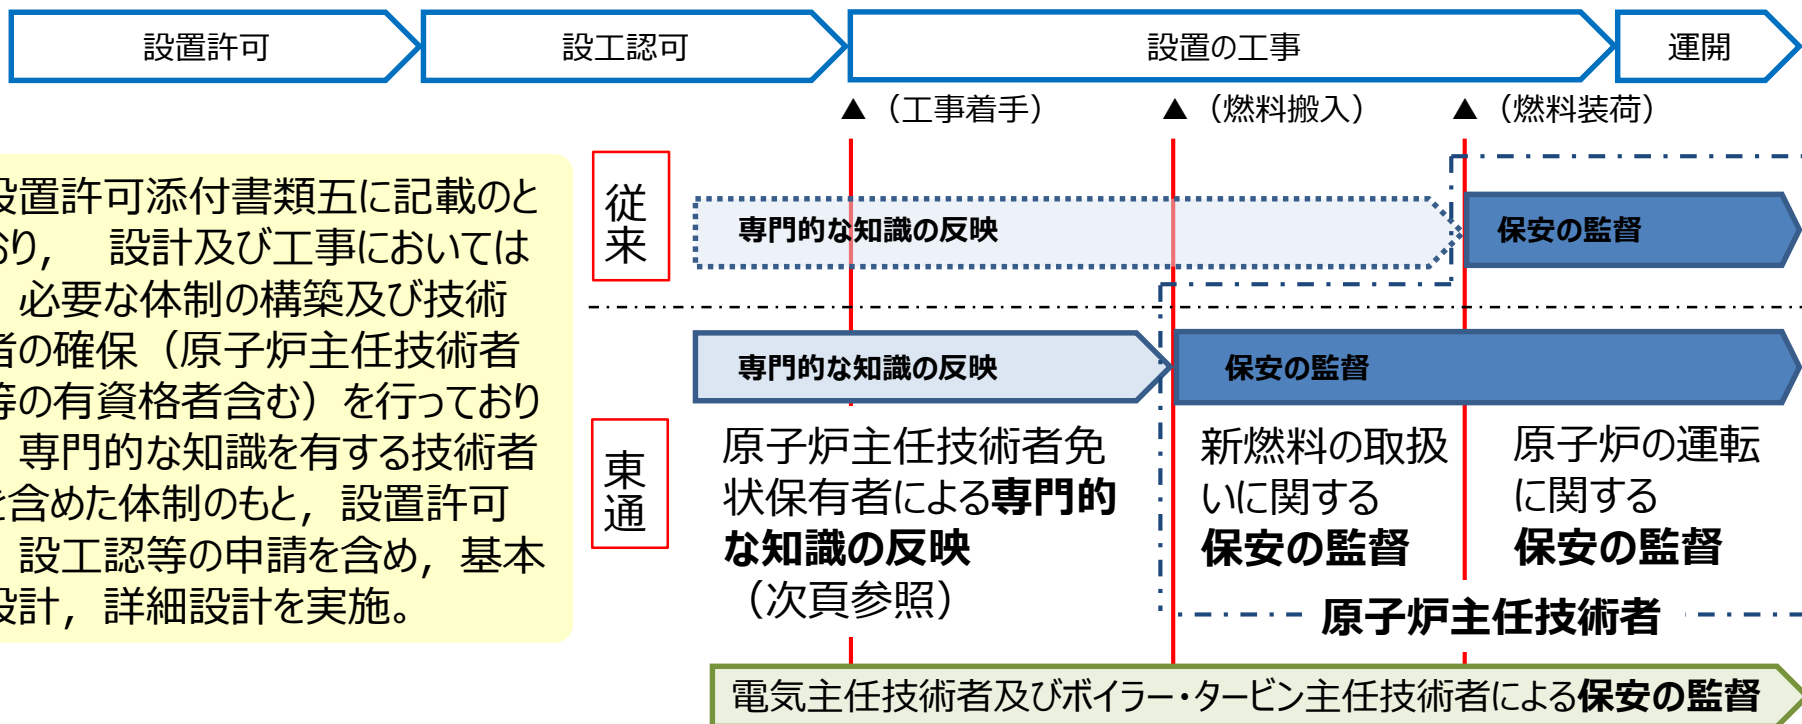 設置許可
設工認可
設置の工事
運開
▲（工事着手）
▲（燃料搬入）
▲（燃料装荷）
設置許可添付書類五に記載のと
おり，　設計及び工事においては
，必要な体制の構築及び技術
者の確保（原子炉主任技術者
等の有資格者含む）を行っており
，専門的な知識を有する技術者
を含めた体制のもと，設置許可
，設工認等の申請を含め，基本
設計，詳細設計を実施。
従来
専門的な知識の反映
保安の監督
東通
専門的な知識の反映
保安の監督
原子炉主任技術者免
状保有者による専門的
な知識の反映
（次頁参照）
新燃料の取扱
いに関する
保安の監督
原子炉の運転
に関する
保安の監督
原子炉主任技術者
電気主任技術者及びボイラー・タービン主任技術者による保安の監督